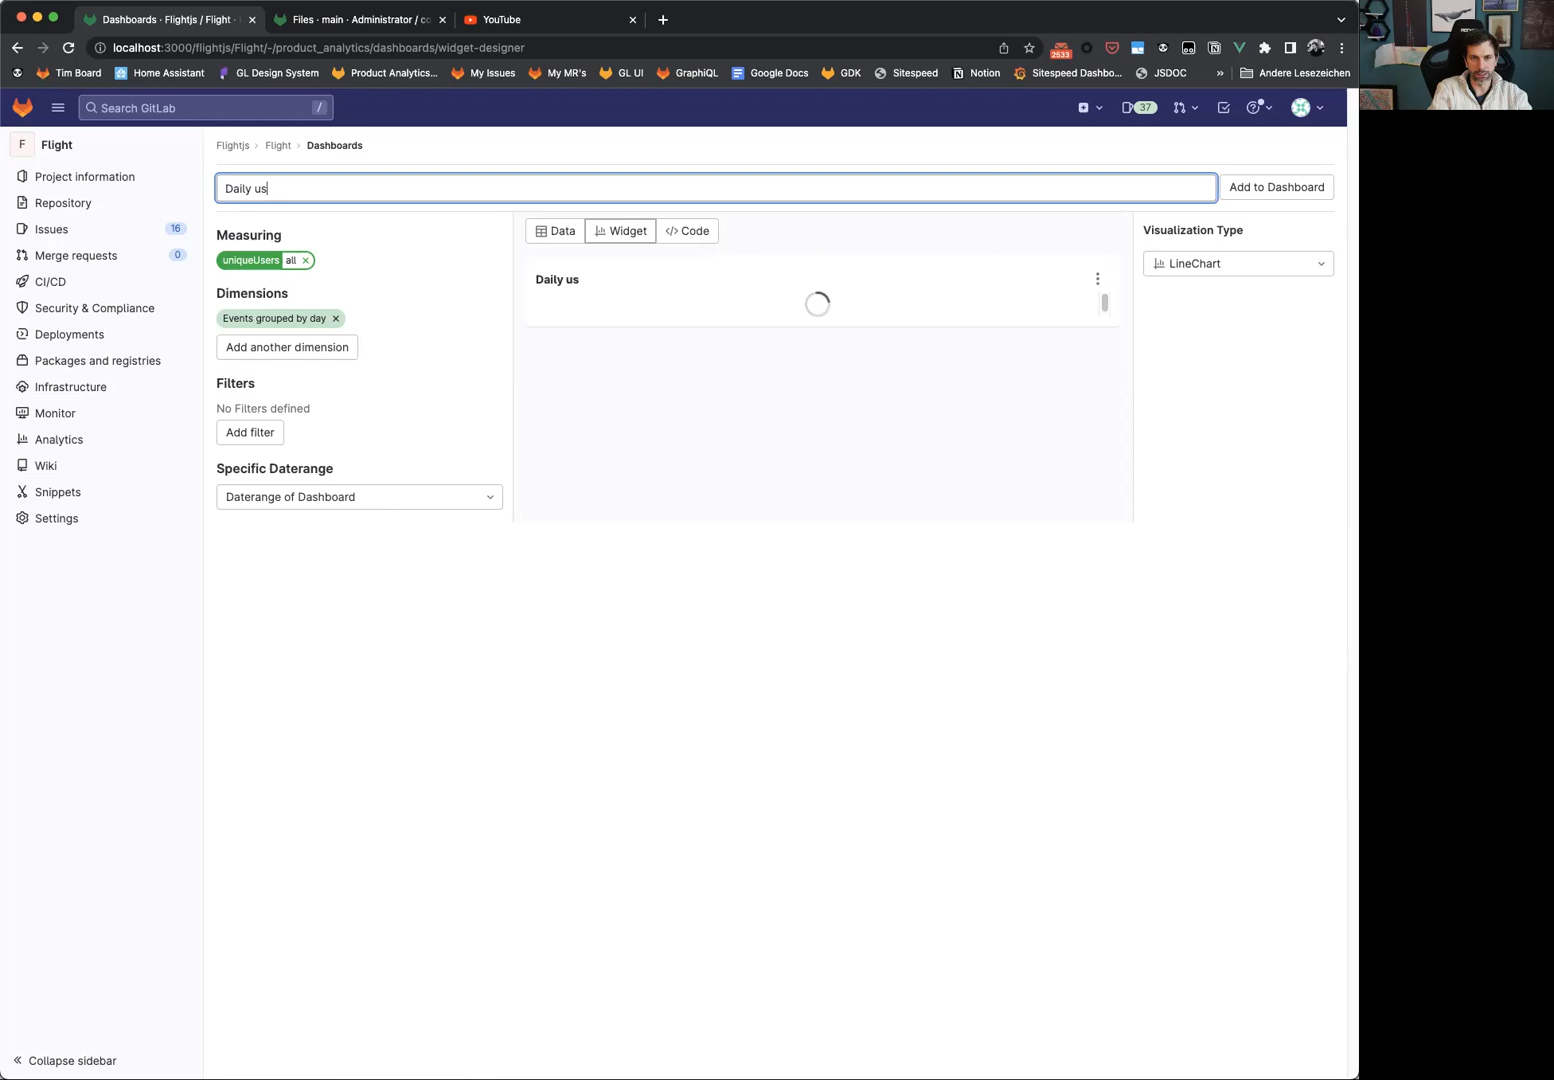 Dashboards · Flightjs / Flight ·
Files · main · Administrator / co
YouTube
localhost:3000/flightjs/Flight/-/product_analytics/dashboards/widget-designer
2533
Tim Board
Home Assistant
GL Design System
Product Analytics...
My Issues
My MR's
GL UI
GraphiQL
Google Docs
GDK
Sitespeed
Notion
Sitespeed Dashbo...
JSDOC
»
Andere Lesezeichen
Search GitLab
/
37
F
Flight
Project information
Repository
Issues
16
Merge requests
0
CI/CD
Security & Compliance
Deployments
Packages and registries
Infrastructure
Monitor
Analytics
Wiki
Snippets
Settings
Collapse sidebar
Flightjs › Flight › Dashboards
Daily us
Add to Dashboard
Measuring
uniqueUsers all
Dimensions
Events grouped by day
Add another dimension
Filters
No Filters defined
Add filter
Specific Daterange
Daterange of Dashboard
Data
Widget
</> Code
Daily us
Visualization Type
LineChart